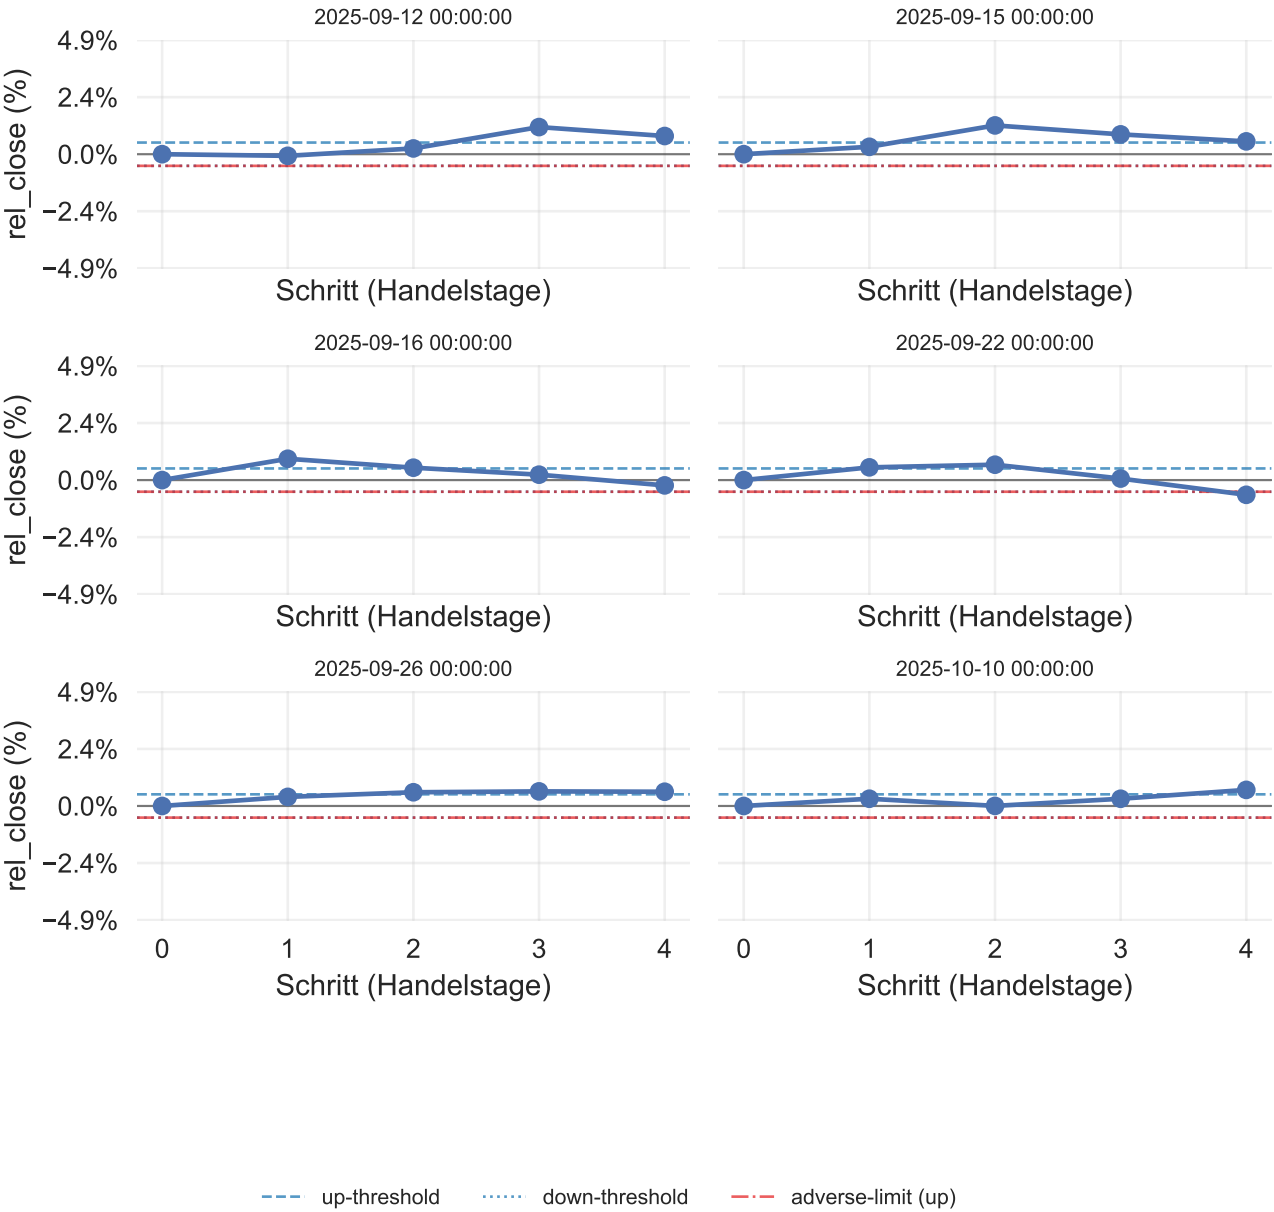 2025-09-12 00:00:00
2025-09-15 00:00:00
4.9%
2.4%
0.0%
−2.4%
−4.9%
rel_close (%)
Schritt (Handelstage)
Schritt (Handelstage)
2025-09-16 00:00:00
2025-09-22 00:00:00
4.9%
2.4%
0.0%
−2.4%
−4.9%
rel_close (%)
Schritt (Handelstage)
Schritt (Handelstage)
2025-09-26 00:00:00
2025-10-10 00:00:00
4.9%
2.4%
0.0%
−2.4%
−4.9%
rel_close (%)
0 1 2 3 4
0 1 2 3 4
Schritt (Handelstage)
Schritt (Handelstage)
up-threshold
down-threshold
adverse-limit (up)